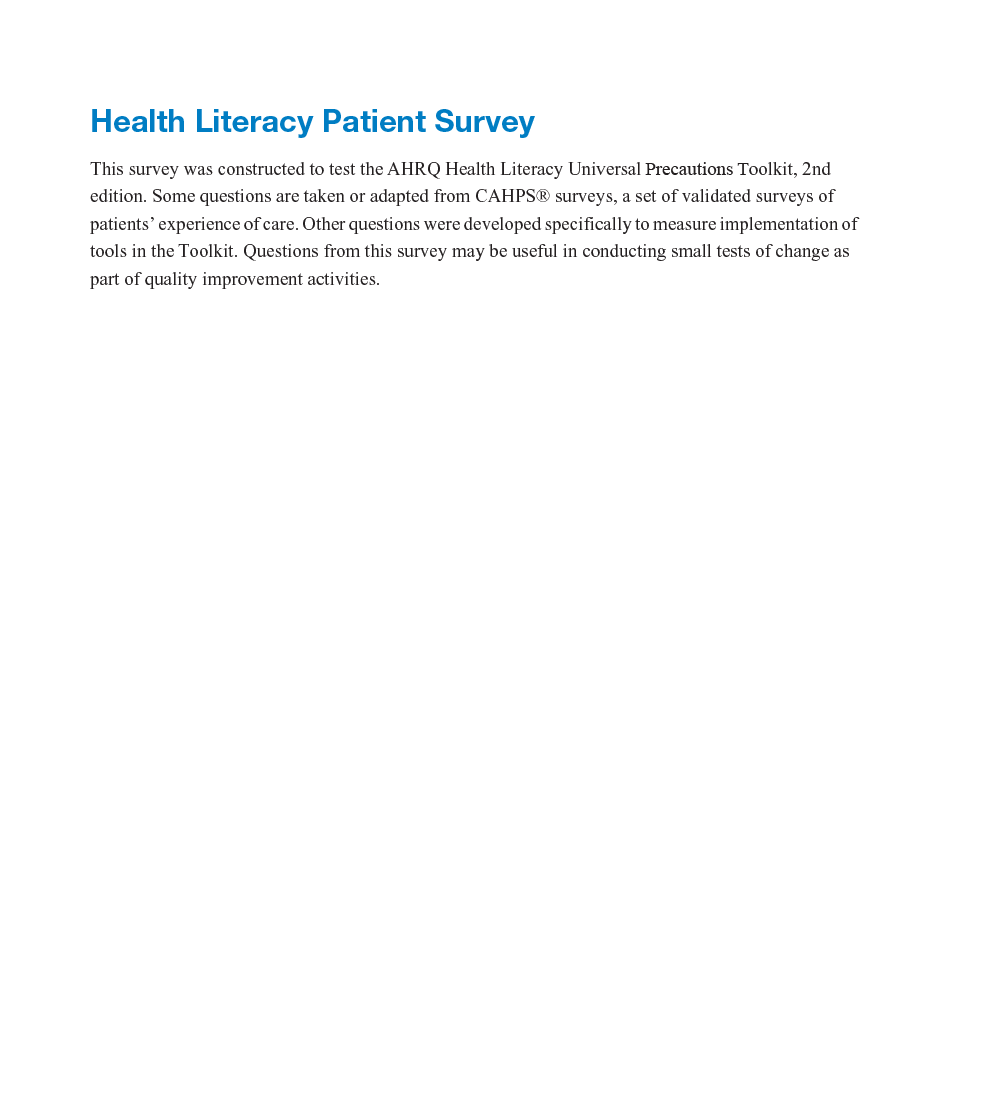 Health Literacy Patient Survey
This survey was constructed to test the AHRQ Health Literacy Universal Precautions Toolkit, 2nd
edition. Some questions are taken or adapted from CAHPS® surveys, a set of validated surveys of
patients’ experience of care. Other questions were developed specifically to measure implementation of
tools in the Toolkit. Questions from this survey may be useful in conducting small tests of change as
part of quality improvement activities.